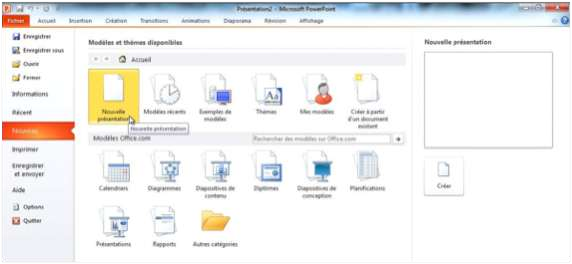 Présentation2 - Microsoft PowerPoint
Fichier Accueil Insertion Création Transitions Animations Diaporama Révision Affichage
Enregistrer
Enregistrer sous
Ouvrir
Fermer
Informations
Récent
Nouveau
Imprimer
Enregistrer
et envoyer
Aide
Options
Quitter
Modèles et thèmes disponibles
Accueil
Nouvelle
présentation
Modèles récents
Exemples de
modèles
Thèmes
Mes modèles
Créer à partir
d'un document
existant
Nouvelle présentation
Modèles Office.com
Rechercher des modèles sur Office.com
Calendriers
Diagrammes
Diapositives de
contenu
Diplômes
Diapositives de
conception
Planifications
Présentations
Rapports
Autres catégories
Nouvelle présentation
Créer